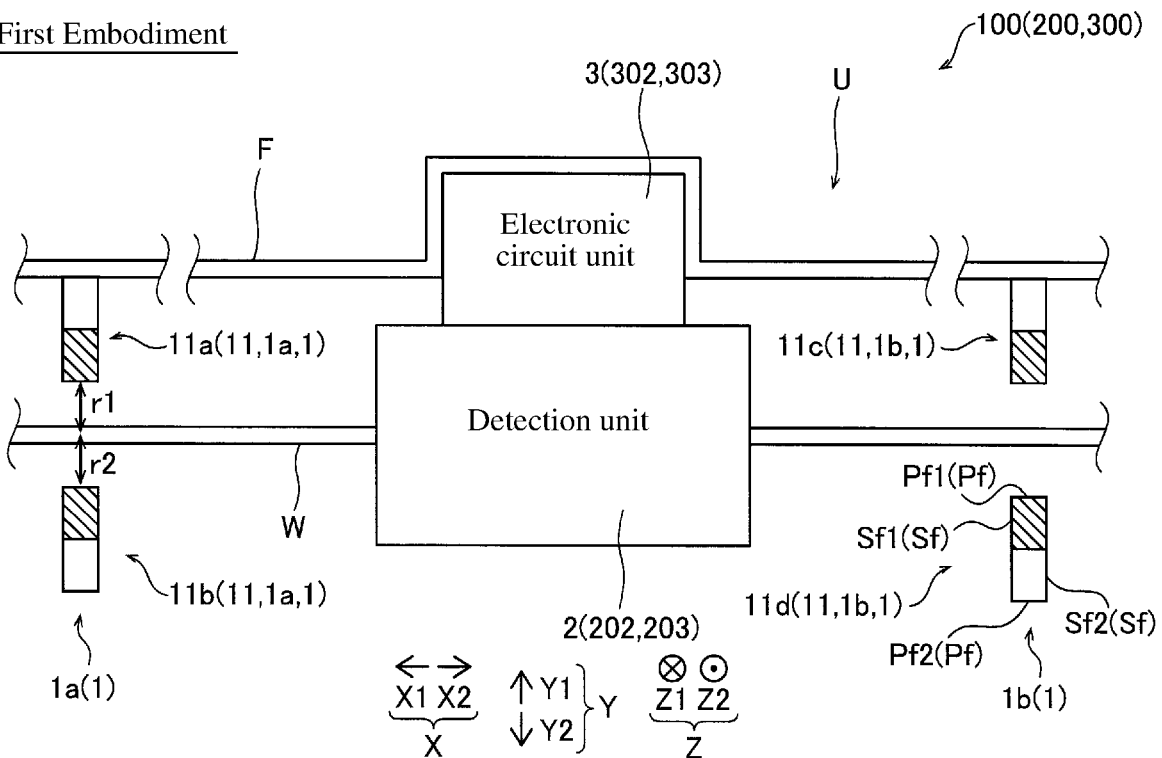 First Embodiment
100(200,300)
3(302,303)
U
F
Electronic
circuit unit
11a(11,1a,1)
11c(11,1b,1)
r1
Detection unit
r2
W
Pf1(Pf)
Sf1(Sf)
11b(11,1a,1)
11d(11,1b,1)
Sf2(Sf)
2(202,203)
Pf2(Pf)
1a(1)
1b(1)
X1 X2
X
Y1
Y2
Y
Z1 Z2
Z